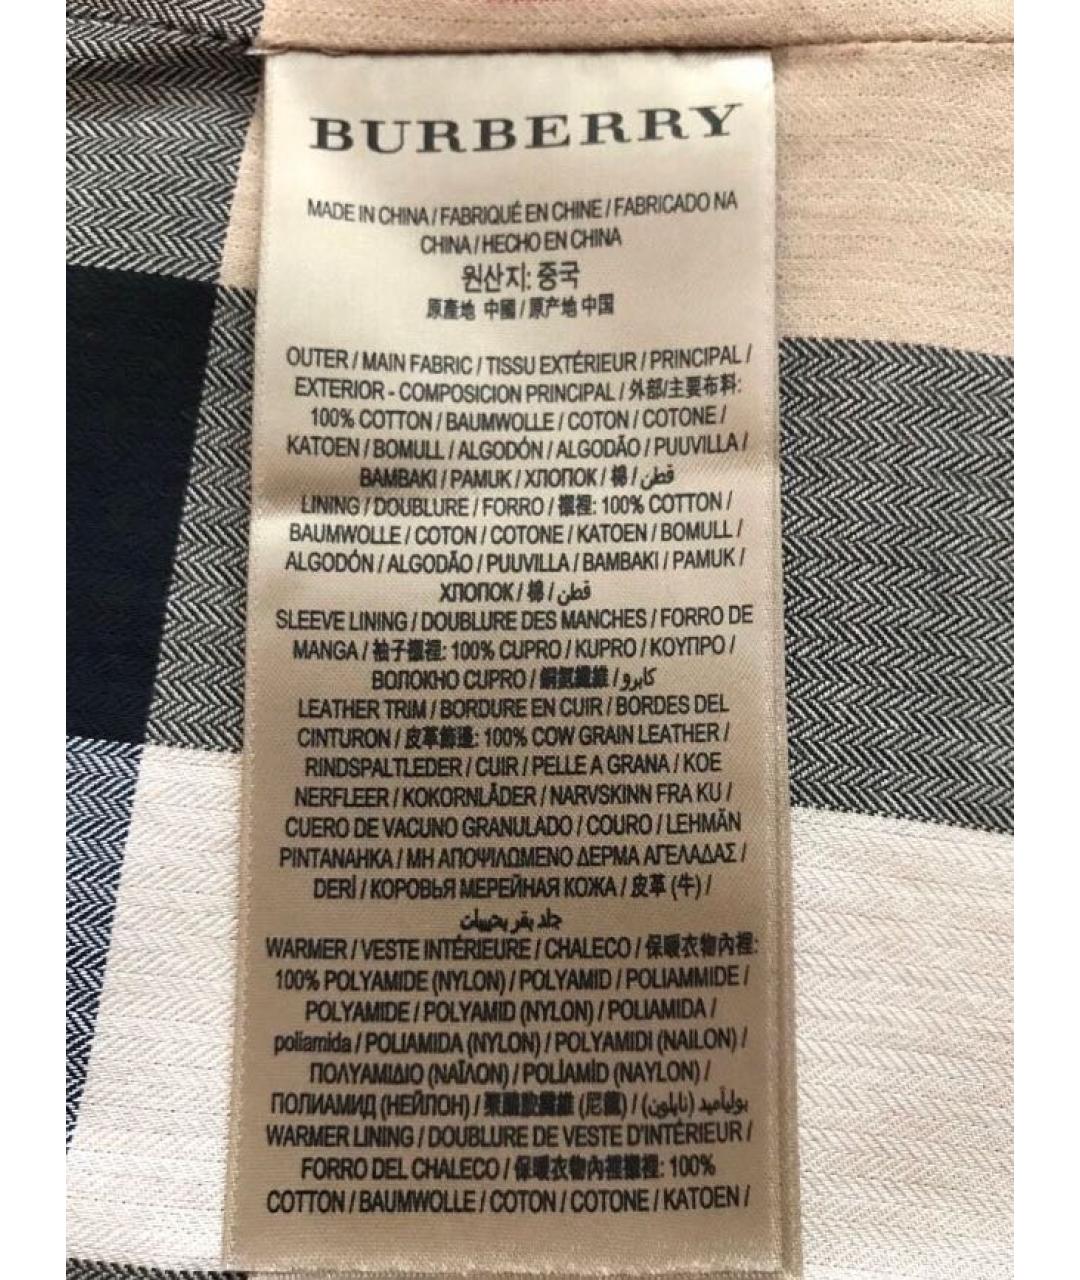 BURBERRY
MADE IN CHINA / FABRIQUÉ EN CHINE / FABRICADO NA
CHINA / HECHO EN CHINA
원산지: 중국
原產地 中國 / 原产地 中国
OUTER / MAIN FABRIC / TISSU EXTÉRIEUR / PRINCIPAL /
EXTERIOR - COMPOSICION PRINCIPAL / 外部/主要布料:
100% COTTON / BAUMWOLLE / COTON / COTONE /
KATOEN / BOMULL / ALGODÓN / ALGODÃO / PUUVILLA /
BAMBAKI / PAMUK / ХЛОПОК / 棉 / قطن
LINING / DOUBLURE / FORRO / 襯裡: 100% COTTON /
BAUMWOLLE / COTON / COTONE / KATOEN / BOMULL /
ALGODÓN / ALGODÃO / PUUVILLA / BAMBAKI / PAMUK /
ХЛОПОК / 棉 / قطن
SLEEVE LINING / DOUBLURE DES MANCHES / FORRO DE
MANGA / 袖子襯裡: 100% CUPRO / KUPRO / ΚΟΥΠΡΟ /
ВОЛОКНО CUPRO / 銅氨纖維 / كابرو
LEATHER TRIM / BORDURE EN CUIR / BORDES DEL
CINTURON / 皮革飾邊: 100% COW GRAIN LEATHER /
RINDSPALTLEDER / CUIR / PELLE A GRANA / KOE
NERFLEER / KOKORNLÄDER / NARVSKINN FRA KU /
CUERO DE VACUNO GRANULADO / COURO / LEHMÄN
PINTANAHKA / ΜΗ ΑΠΟΨΙΛΩΜΕΝΟ ΔΕΡΜΑ ΑΓΕΛΑΔΑΣ /
DERİ / КОРОВЬЯ МЕРЕЙНАЯ КОЖА / 皮革 (牛) /
جلد بقر بحبيبات
WARMER / VESTE INTÉRIEURE / CHALECO / 保暖衣物內裡:
100% POLYAMIDE (NYLON) / POLYAMID / POLIAMMIDE /
POLYAMIDE / POLYAMID (NYLON) / POLIAMIDA /
poliamida / POLIAMIDA (NYLON) / POLYAMIDI (NAILON) /
ΠΟΛΥΑΜΙΔΙΟ (ΝΑΪΛΟΝ) / POLİAMİD (NAYLON) /
ПОЛИАМИД (НЕЙЛОН) / 聚醯胺纖維 (尼龍) / بوليأميد (نايلون) /
WARMER LINING / DOUBLURE DE VESTE D'INTÉRIEUR /
FORRO DEL CHALECO / 保暖衣物內裡襯裡: 100%
COTTON / BAUMWOLLE / COTON / COTONE / KATOEN /